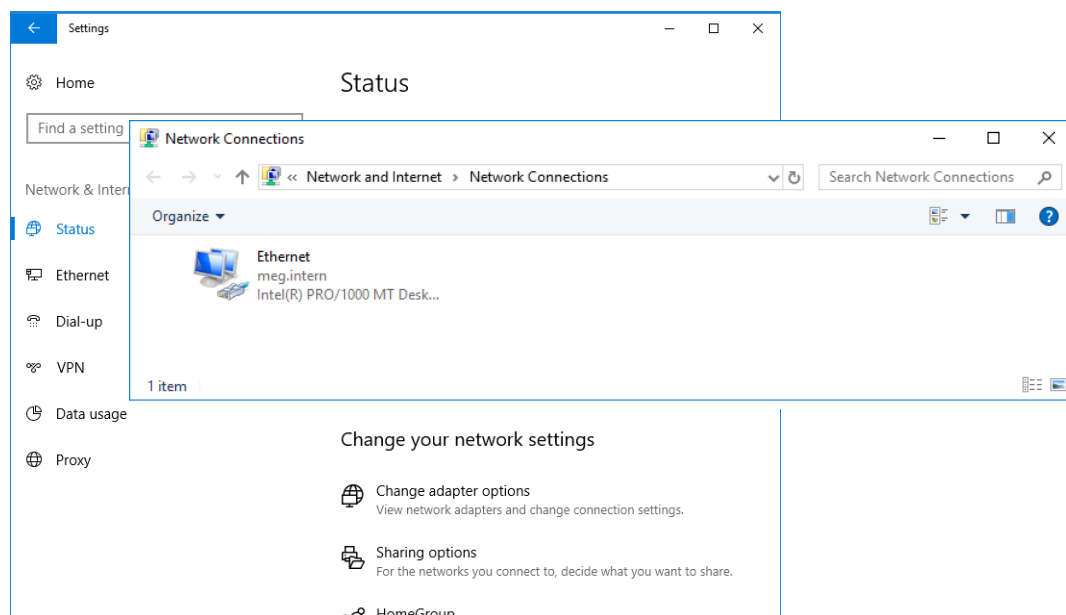 Settings
Home
Status
Find a setting
Network & Inter
Status
Ethernet
Dial-up
VPN
Data usage
Proxy
Network Connections
« Network and Internet › Network Connections
Search Network Connections
Organize
?
Ethernet
meg.intern
Intel(R) PRO/1000 MT Desk...
1 item
Change your network settings
Change adapter options
View network adapters and change connection settings.
Sharing options
For the networks you connect to, decide what you want to share.
HomeGroup